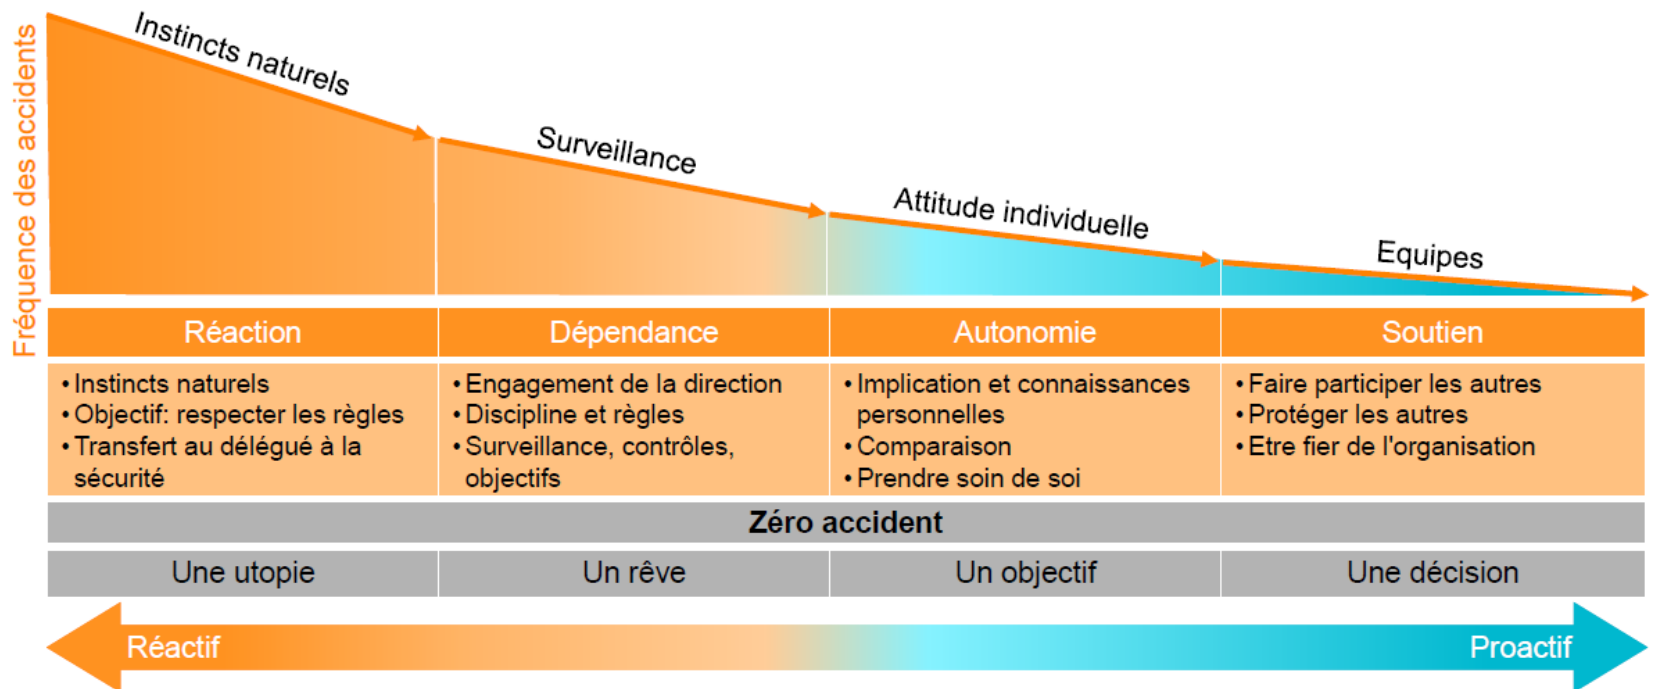 Fréquence des accidents
Instincts naturels
Surveillance
Attitude individuelle
Equipes
Réaction
Dépendance
Autonomie
Soutien
• Instincts naturels
• Objectif: respecter les règles
• Transfert au délégué à la
sécurité
• Engagement de la direction
• Discipline et règles
• Surveillance, contrôles,
objectifs
• Implication et connaissances
personnelles
• Comparaison
• Prendre soin de soi
• Faire participer les autres
• Protéger les autres
• Etre fier de l'organisation
Zéro accident
Une utopie
Un rêve
Un objectif
Une décision
Réactif
Proactif